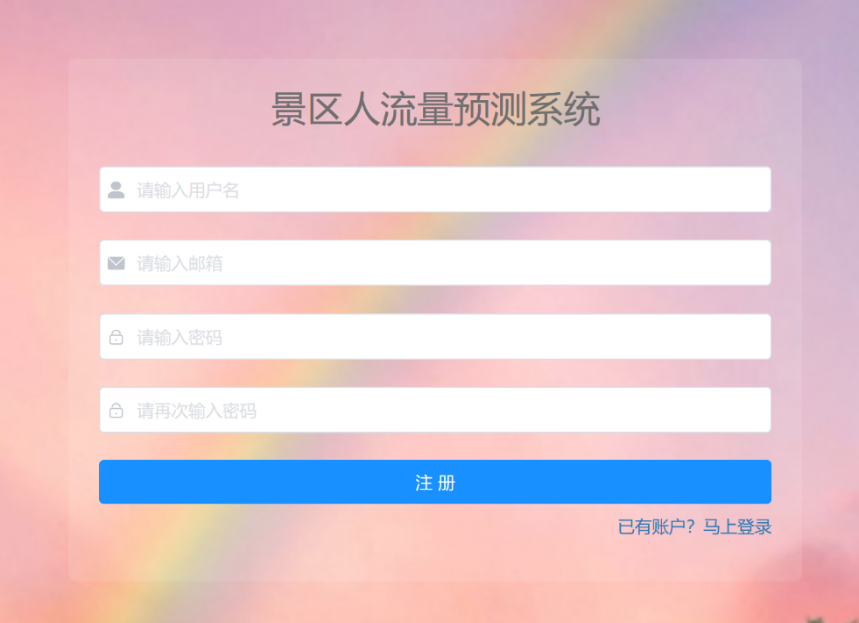 景区人流量预测系统
请输入用户名
请输入邮箱
请输入密码
请再次输入密码
注 册
已有账户？马上登录